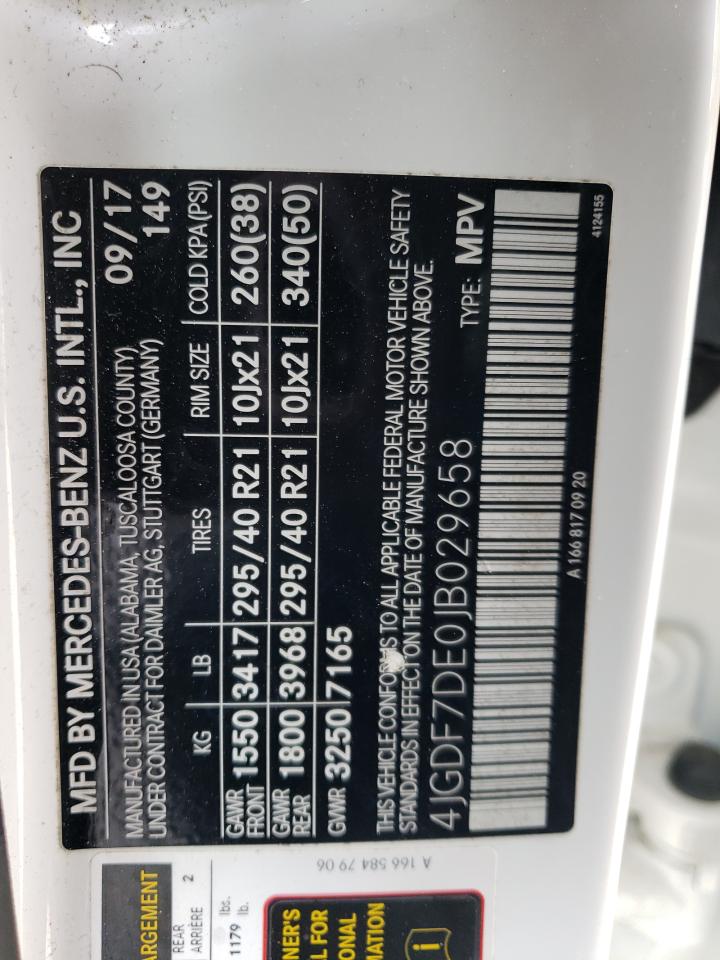 MFD BY MERCEDES-BENZ U.S. INTL., INC
MANUFACTURED IN USA (ALABAMA, TUSCALOOSA COUNTY) 09/17
UNDER CONTRACT FOR DAIMLER AG, STUTTGART (GERMANY) 149
KG LB TIRES RIM SIZE COLD KPA (PSI)
GAWR FRONT 1550 3417 295/40 R21 10Jx21 260(38)
GAWR REAR 1800 3968 295/40 R21 10Jx21 340(50)
GVWR 3250 7165
THIS VEHICLE CONFORMS TO ALL APPLICABLE FEDERAL MOTOR VEHICLE SAFETY
STANDARDS IN EFFECT ON THE DATE OF MANUFACTURE SHOWN ABOVE.
4JGDF7DE0JB029658 TYPE: MPV
A 166 817 09 20 4124155
A 166 584 79 06
ARGEMENT
REAR 2
ARRIÈRE
lbs.
1179 lb.
NER'S
L FOR
ONAL
MATION
i